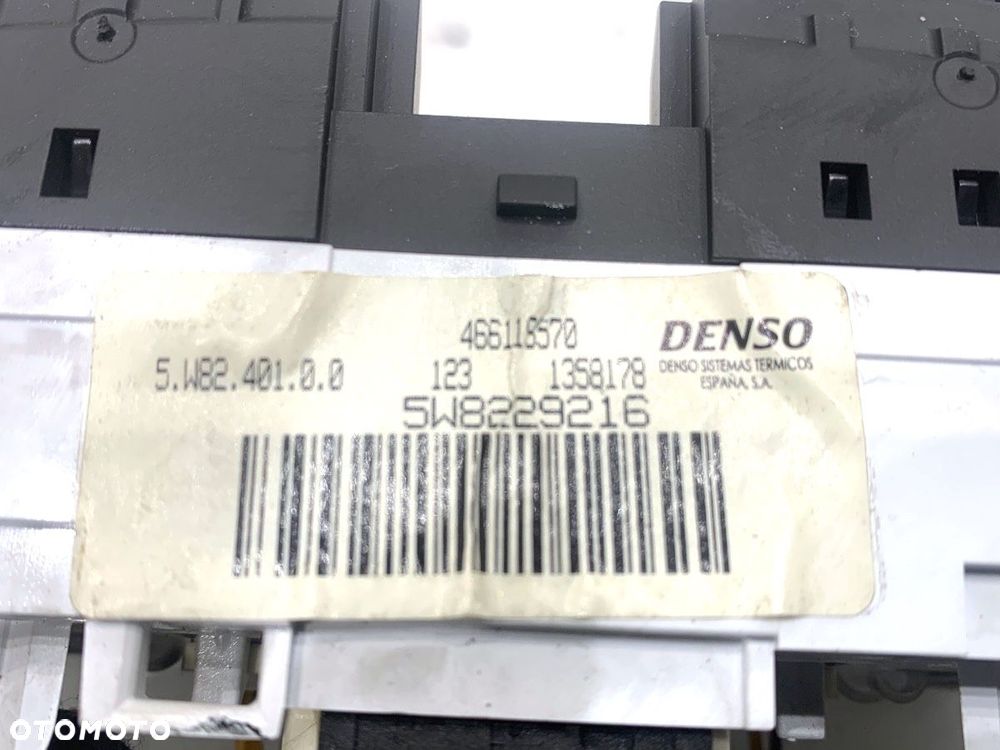 466118570
DENSO
DENSO SISTEMAS TERMICOS
ESPAÑA, S.A.
5.W82.401.0.0 123 1358178
5W8229216
OTOMOTO